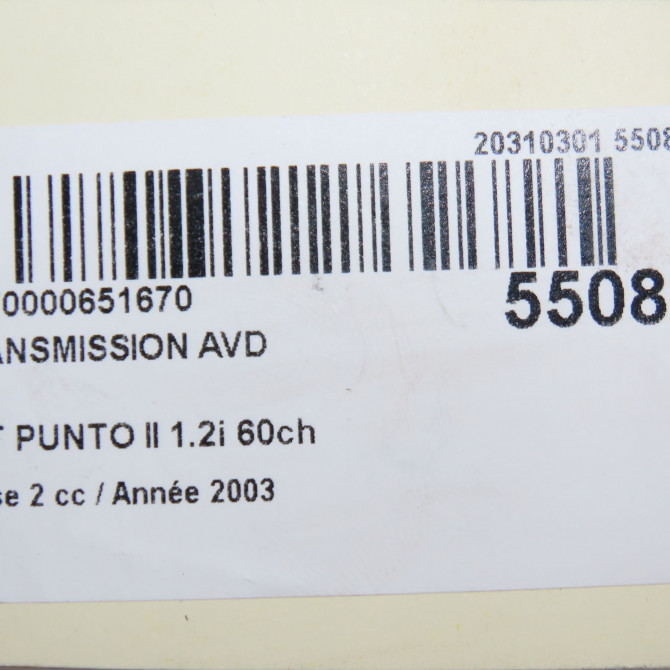 20310301 5508
0000651670
5508
ANSMISSION AVD
T PUNTO II 1.2i 60ch
se 2 cc / Année 2003